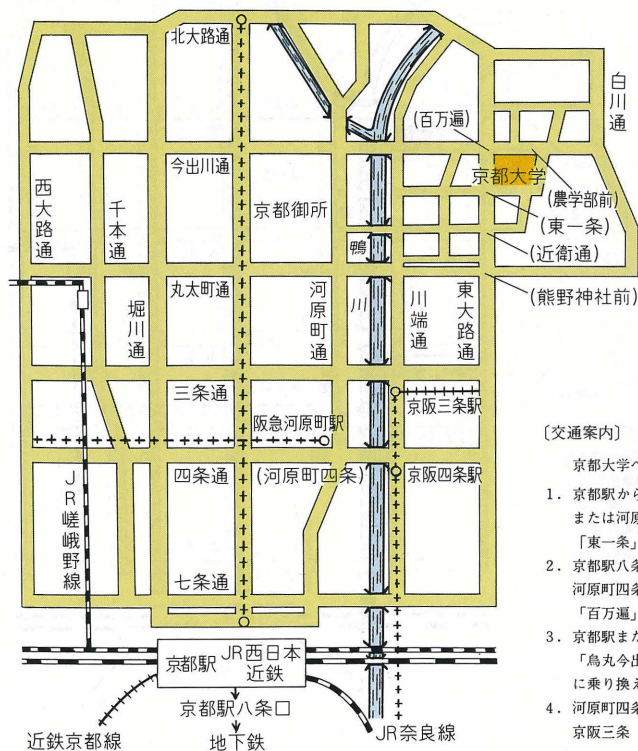 北大路通
白川通
(百万遍)
今出川通
京都大学
西大路通
千本通
京都御所
(農学部前)
(東一条)
鴨川
(近衛通)
丸太町通
河原町通
川端通
東大路通
(熊野神社前)
堀川通
三条通
京阪三条駅
阪急河原町駅
四条通
(河原町四条)
京阪四条駅
JR嵯峨野線
七条通
京都駅
JR西日本
近鉄
京都駅八条口
地下鉄
近鉄京都線
JR奈良線
〔交通案内〕
京都大学へ
1. 京都駅から
または河原
「東一条」
2. 京都駅八条
河原町四条
「百万遍」
3. 京都駅また
「烏丸今出
に乗り換え
4. 河原町四条
京阪三条